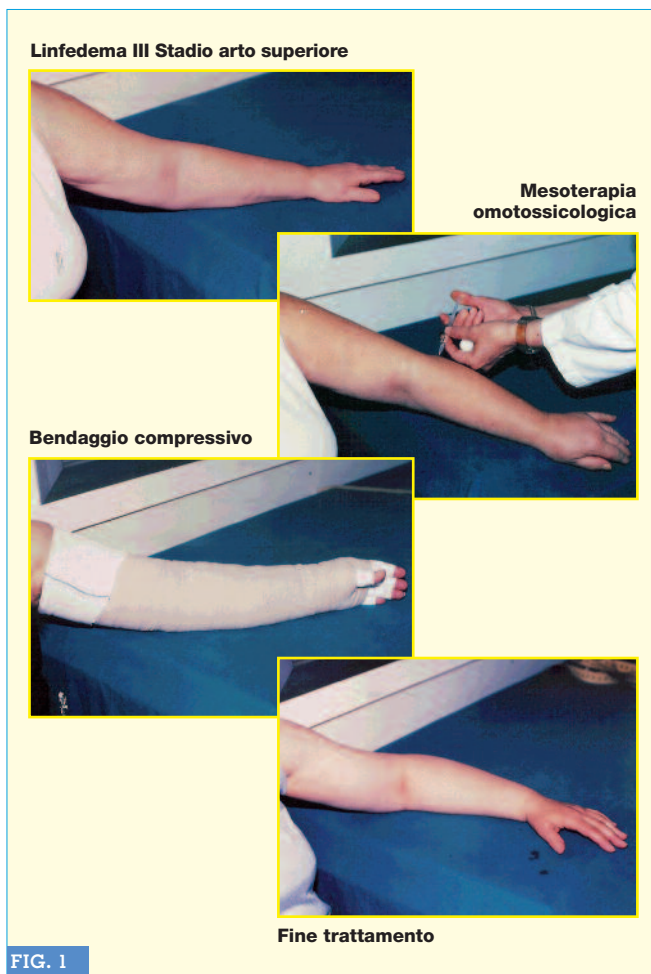 Linfedema III Stadio arto superiore
Mesoterapia
omotossicologica
Bendaggio compressivo
Fine trattamento
FIG. 1